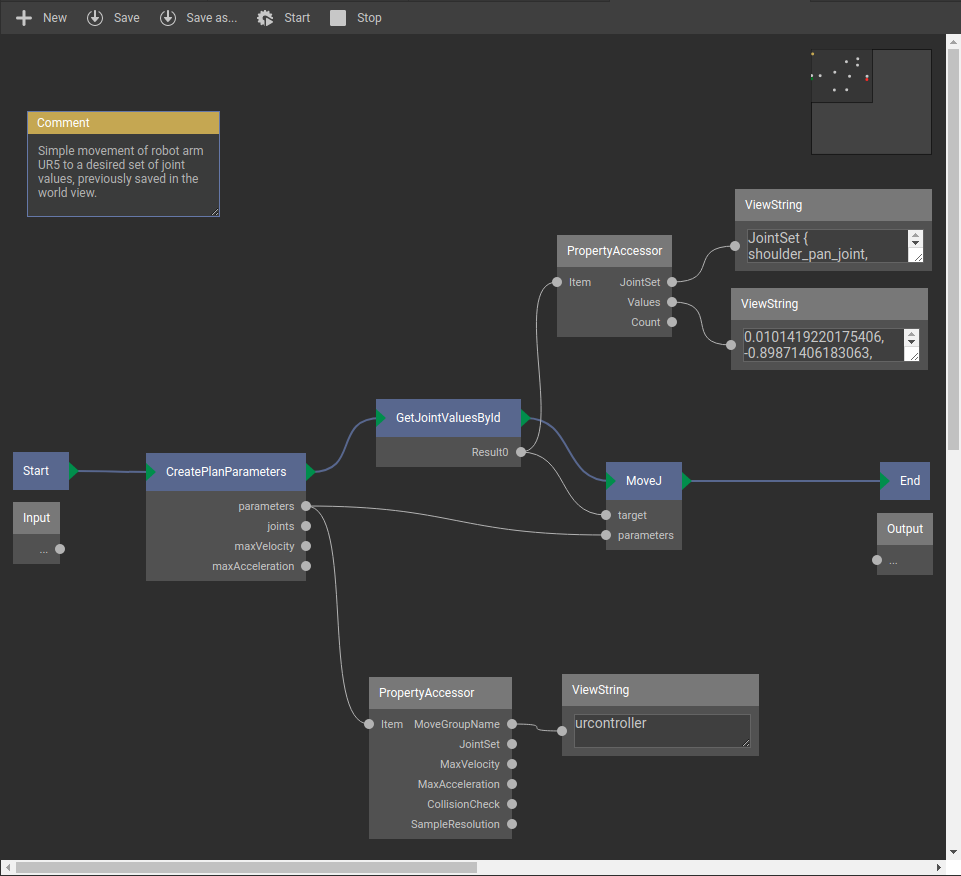 New Save Save as... Start Stop
Comment
Simple movement of robot arm
UR5 to a desired set of joint
values, previously saved in the
world view.
ViewString
JointSet {
shoulder_pan_joint,
PropertyAccessor
Item JointSet
Values
Count
ViewString
0.0101419220175406,
-0.89871406183063,
GetJointValuesById
Result0
Start
CreatePlanParameters
parameters
joints
maxVelocity
maxAcceleration
Input
...
MoveJ
target
parameters
End
Output
...
PropertyAccessor
Item MoveGroupName
JointSet
MaxVelocity
MaxAcceleration
CollisionCheck
SampleResolution
ViewString
urcontroller